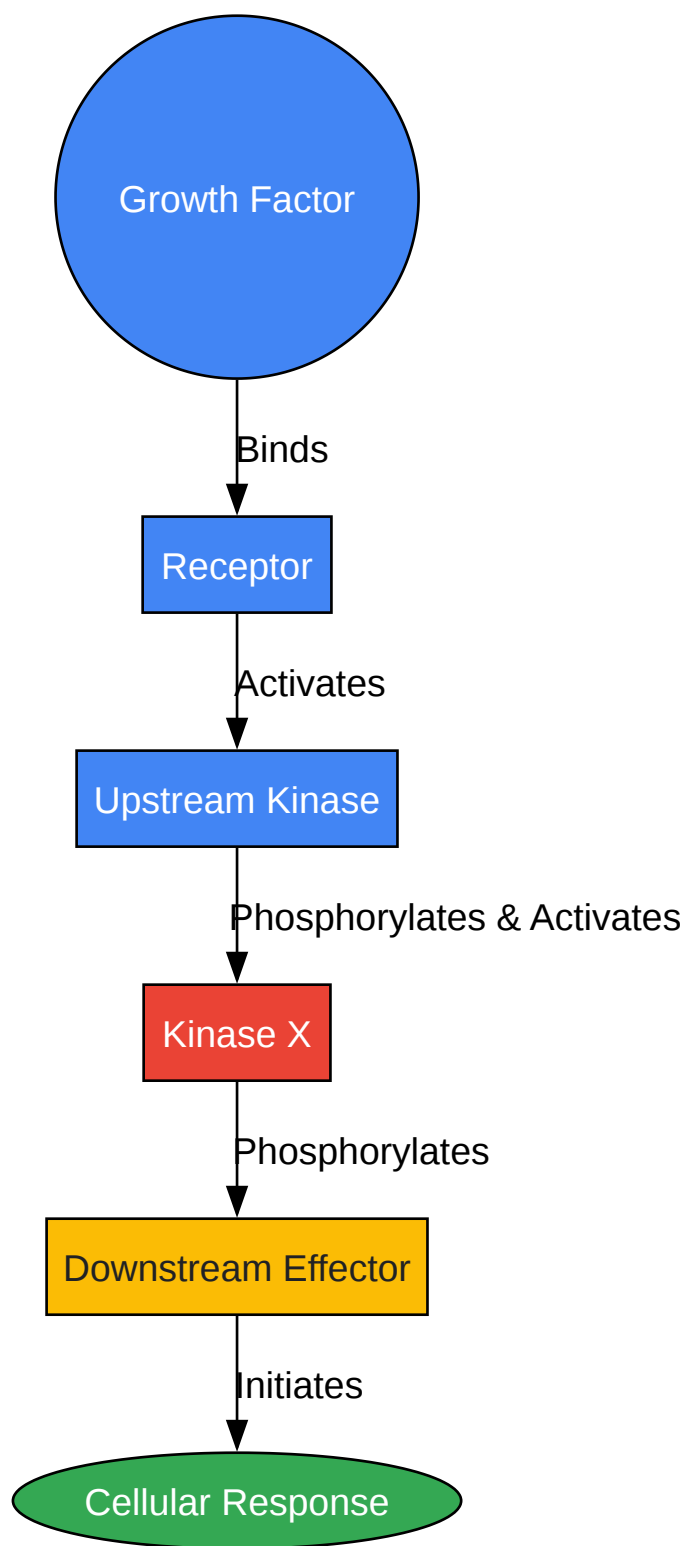 Growth Factor
Binds
Receptor
Activates
Upstream Kinase
Phosphorylates & Activates
Kinase X
Phosphorylates
Downstream Effector
Initiates
Cellular Response